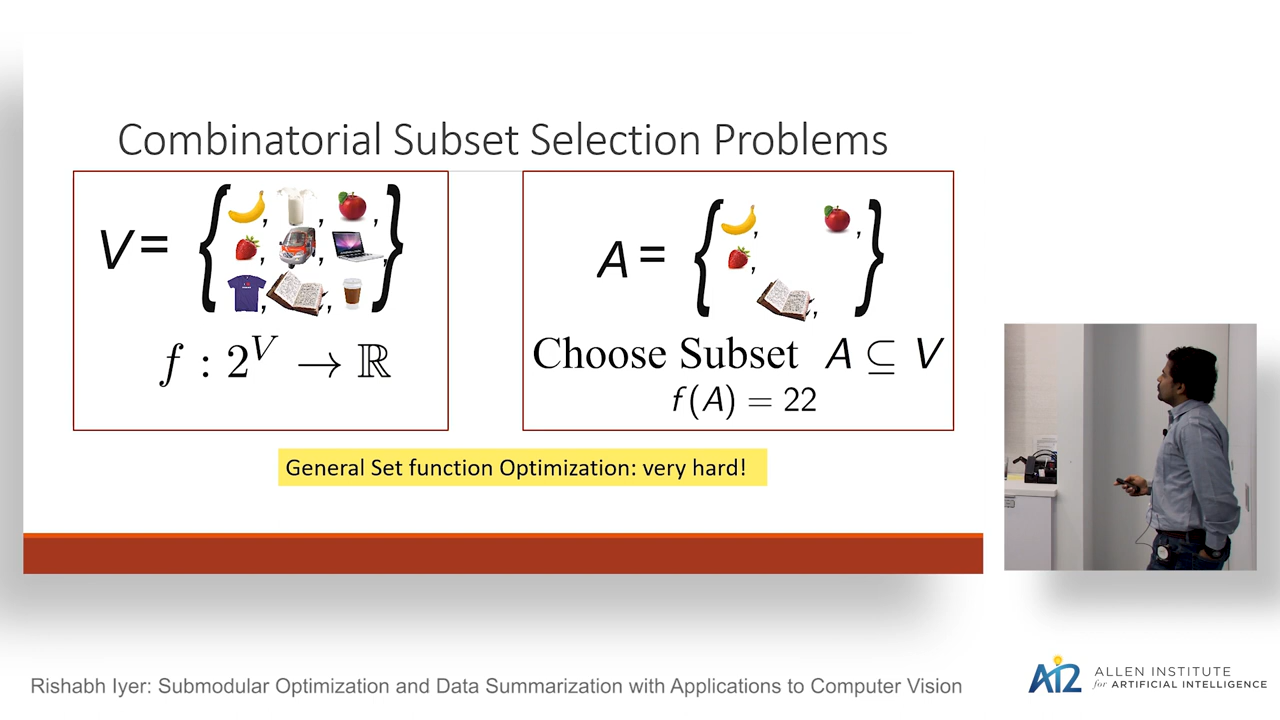 Combinatorial Subset Selection Problems
V = { , , , , , , , , }
f : 2^V → ℝ
A = { , , , , }
Choose Subset A ⊆ V
f(A) = 22
General Set function Optimization: very hard!
Rishabh Iyer: Submodular Optimization and Data Summarization with Applications to Computer Vision
AI2
ALLEN INSTITUTE
for ARTIFICIAL INTELLIGENCE